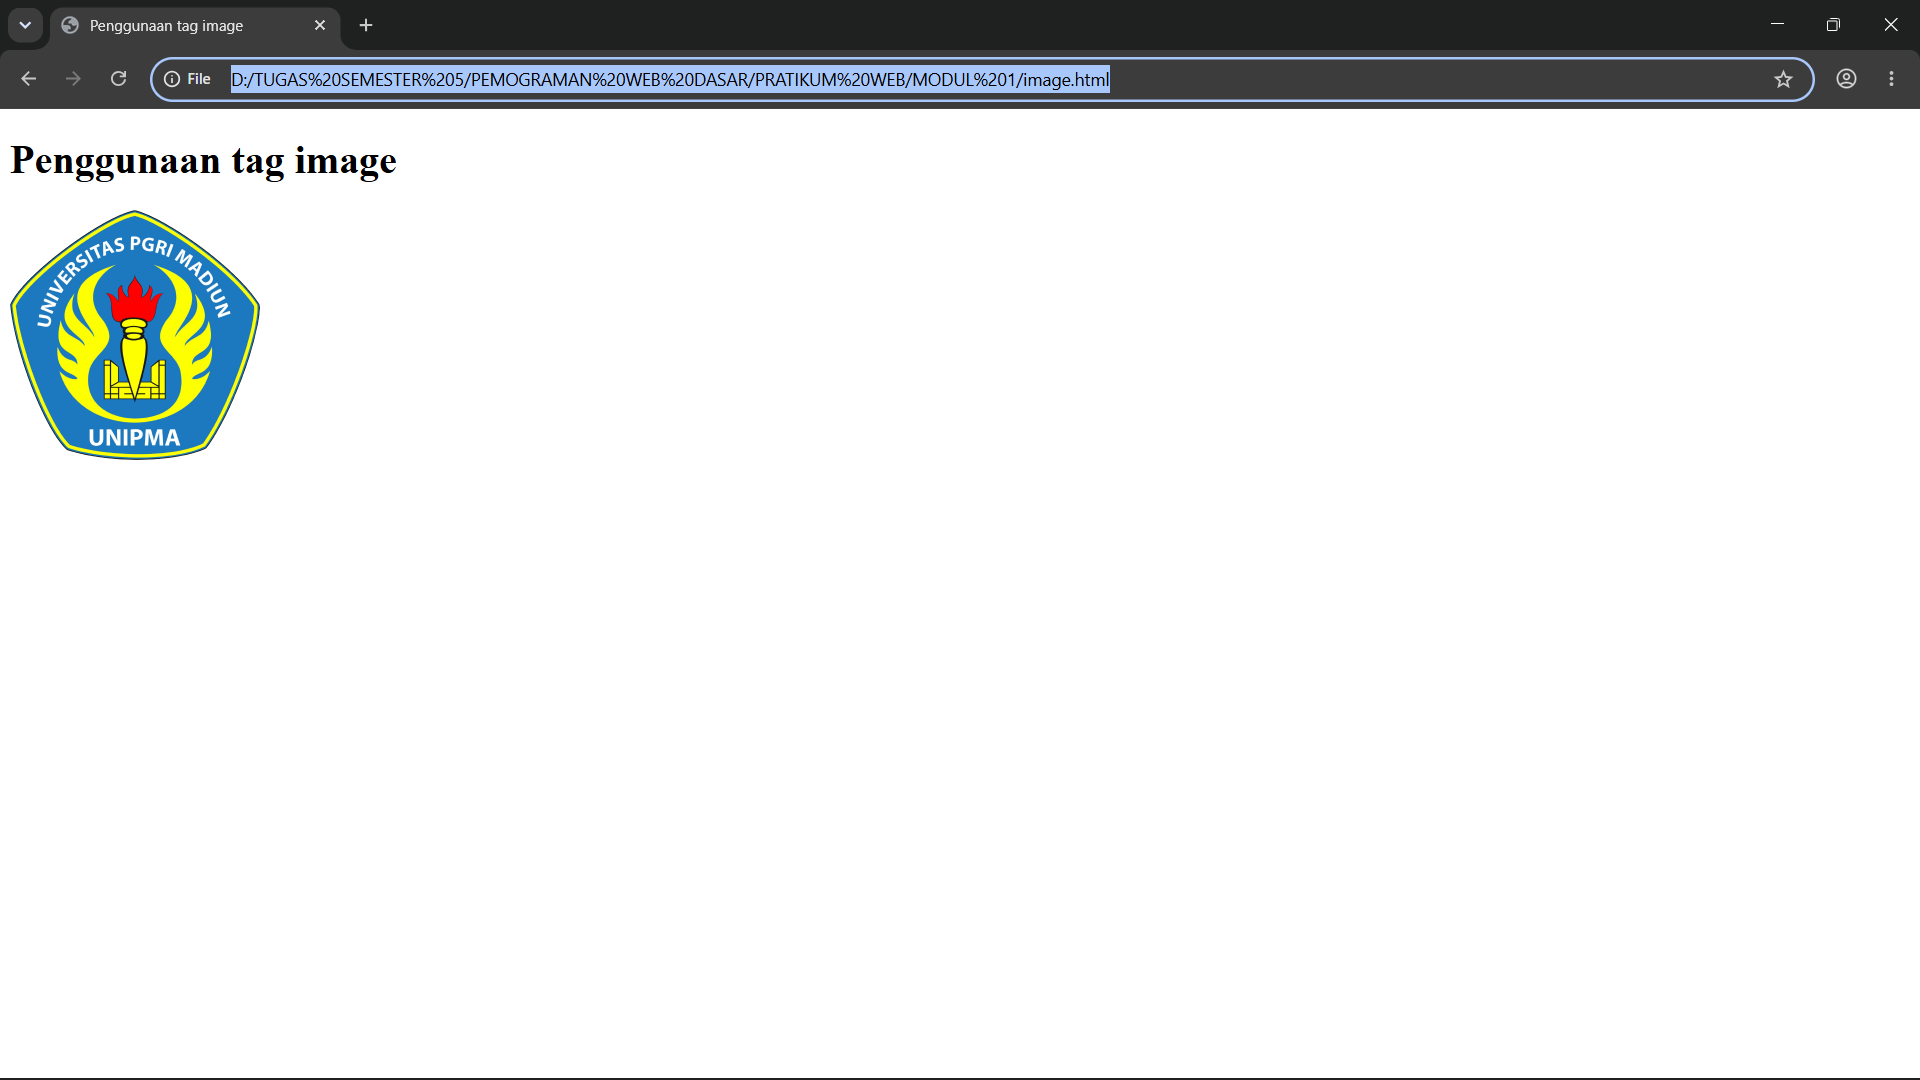 Penggunaan tag image
File D:/TUGAS%20SEMESTER%205/PEMOGRAMAN%20WEB%20DASAR/PRATIKUM%20WEB/MODUL%201/image.html
Penggunaan tag image
UNIVERSITAS PGRI MADIUN
UNIPMA